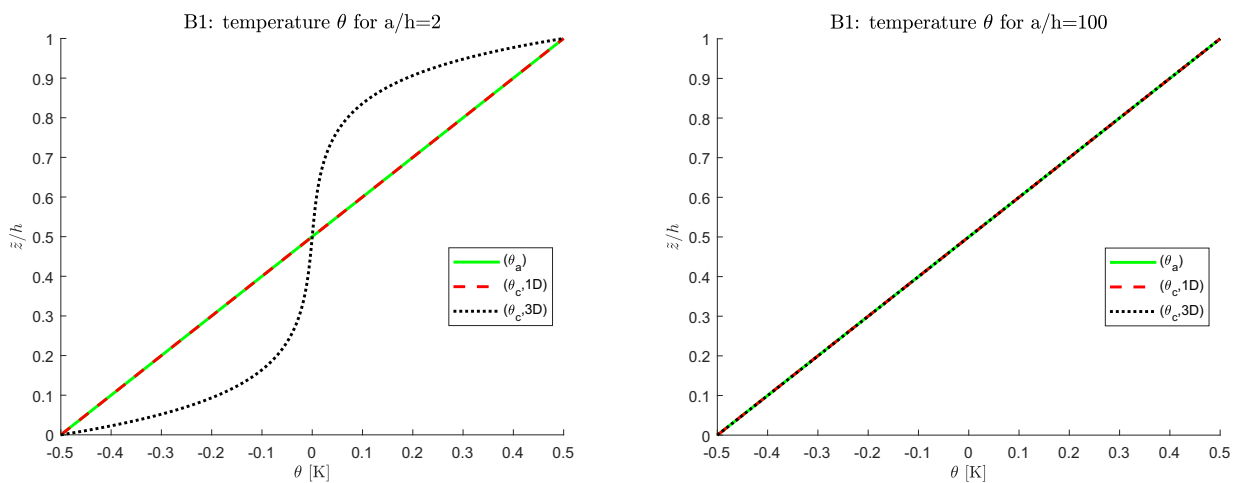 B1: temperature θ for a/h=2
1
0.9
0.8
0.7
0.6
0.5
0.4
0.3
0.2
0.1
0
z̃/h
-0.5 -0.4 -0.3 -0.2 -0.1 0 0.1 0.2 0.3 0.4 0.5
θ [K]
(θa)
(θc,1D)
(θc,3D)
B1: temperature θ for a/h=100
1
0.9
0.8
0.7
0.6
0.5
0.4
0.3
0.2
0.1
0
z̃/h
-0.5 -0.4 -0.3 -0.2 -0.1 0 0.1 0.2 0.3 0.4 0.5
θ [K]
(θa)
(θc,1D)
(θc,3D)